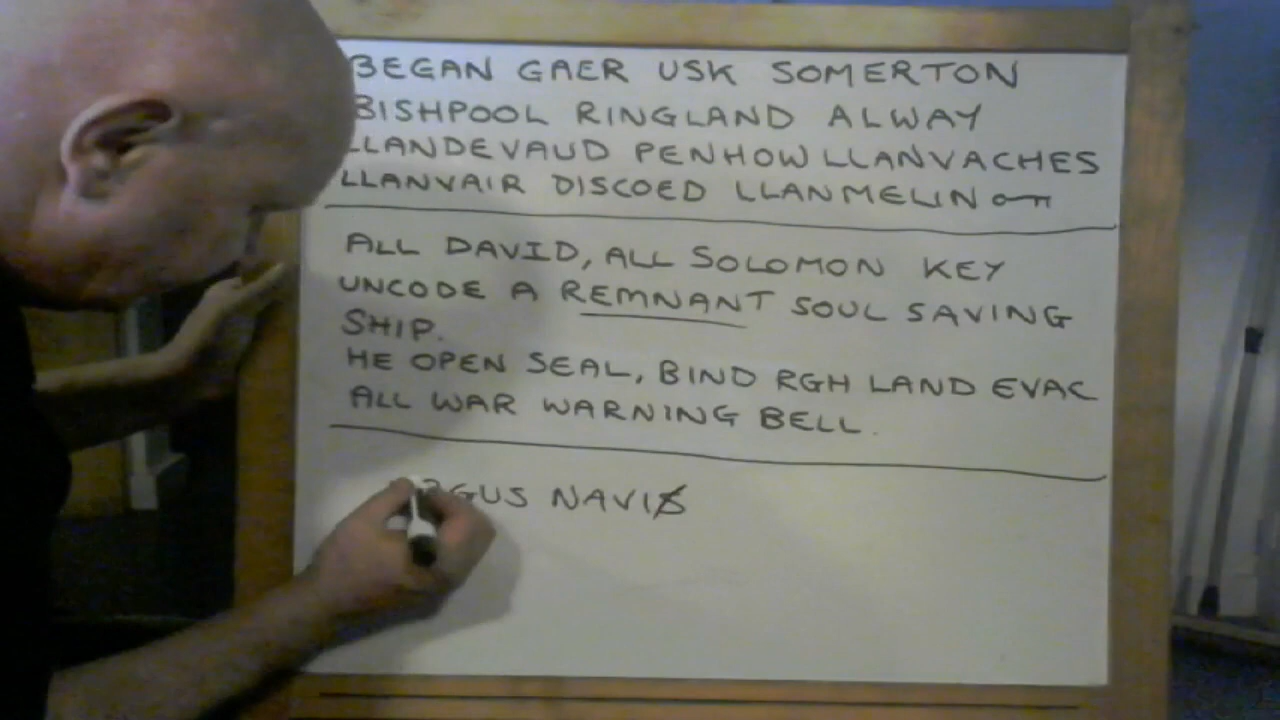 BEGAN GAER USK SOMERTON
BISHPOOL RINGLAND ALWAY
LLANDEVAUD PENHOW LLANVACHES
LLANVAIR DISCOED LLANMELIN
ALL DAVID, ALL SOLOMON KEY
UNCODE A REMNANT SOUL SAVING
SHIP.
HE OPEN SEAL, BIND RGH LAND EVAC
ALL WAR WARNING BELL.
NAVIS